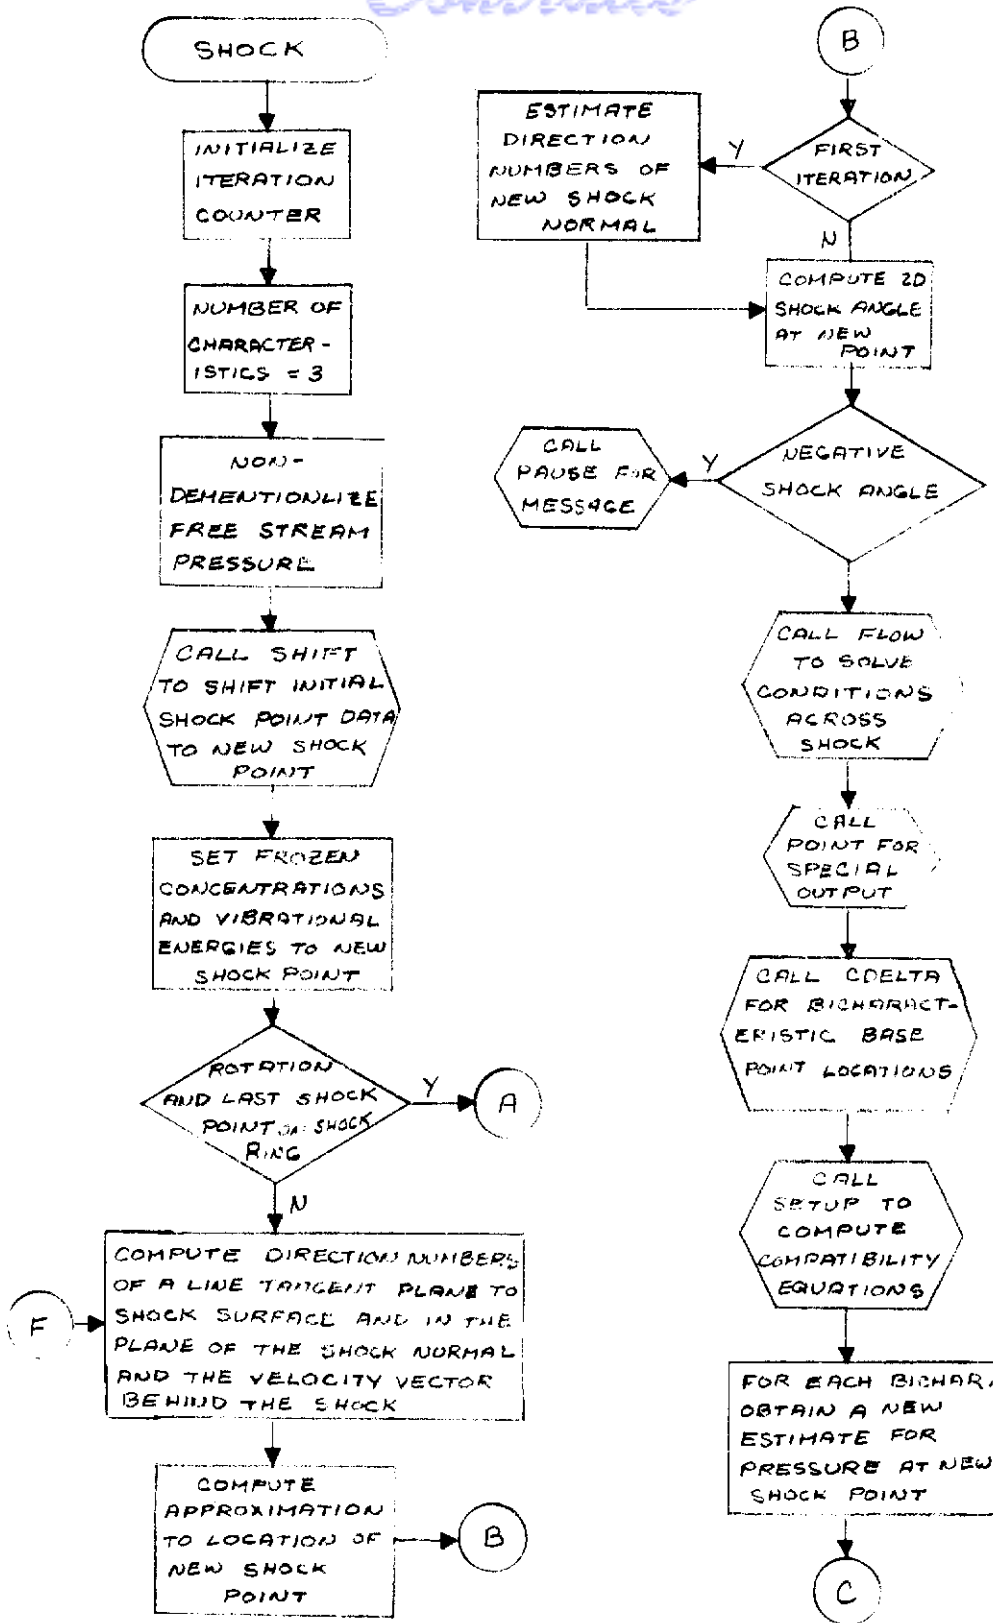 SHOCK
INITIALIZE
ITERATION
COUNTER
NUMBER OF
CHARACTER-
ISTICS = 3
NON-
DEMENTIONLIZE
FREE STREAM
PRESSURE
CALL SHIFT
TO SHIFT INITIAL
SHOCK POINT DATA
TO NEW SHOCK
POINT
SET FROZEN
CONCENTRATIONS
AND VIBRATIONAL
ENERGIES TO NEW
SHOCK POINT
ROTATION
AND LAST SHOCK
POINT ON SHOCK
RING
Y
A
N
F
COMPUTE DIRECTION NUMBERS
OF A LINE TANGENT PLANE TO
SHOCK SURFACE AND IN THE
PLANE OF THE SHOCK NORMAL
AND THE VELOCITY VECTOR
BEHIND THE SHOCK
COMPUTE
APPROXIMATION
TO LOCATION OF
NEW SHOCK
POINT
B
B
FIRST
ITERATION
Y
ESTIMATE
DIRECTION
NUMBERS OF
NEW SHOCK
NORMAL
N
COMPUTE 2D
SHOCK ANGLE
AT NEW
POINT
NEGATIVE
SHOCK ANGLE
Y
CALL
PAUSE FOR
MESSAGE
CALL FLOW
TO SOLVE
CONDITIONS
ACROSS
SHOCK
CALL
POINT FOR
SPECIAL
OUTPUT
CALL CDELTA
FOR BICHARACT-
ERISTIC BASE
POINT LOCATIONS
CALL
SETUP TO
COMPUTE
COMPATIBILITY
EQUATIONS
FOR EACH BICHAR.
OBTAIN A NEW
ESTIMATE FOR
PRESSURE AT NEW
SHOCK POINT
C